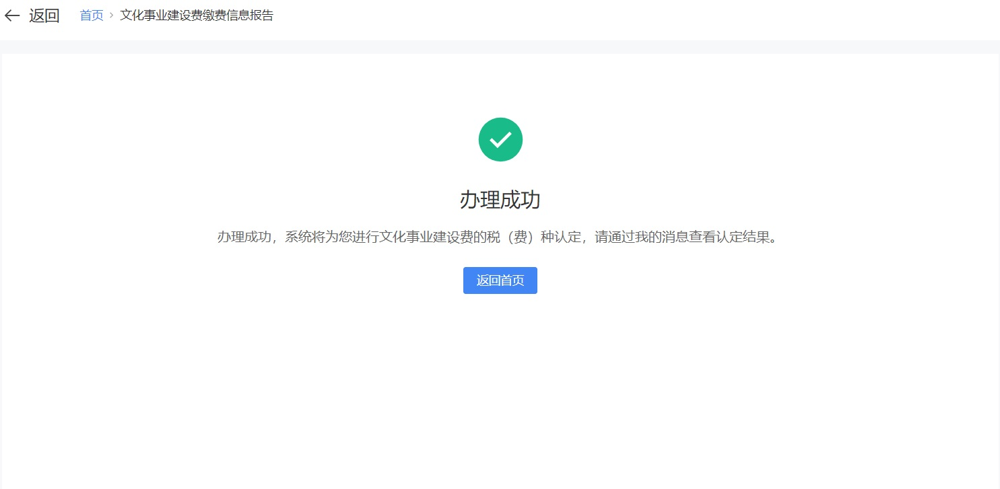 返回 首页 > 文化事业建设费缴费信息报告
办理成功
办理成功，系统将为您进行文化事业建设费的税（费）种认定，请通过我的消息查看认定结果。
返回首页